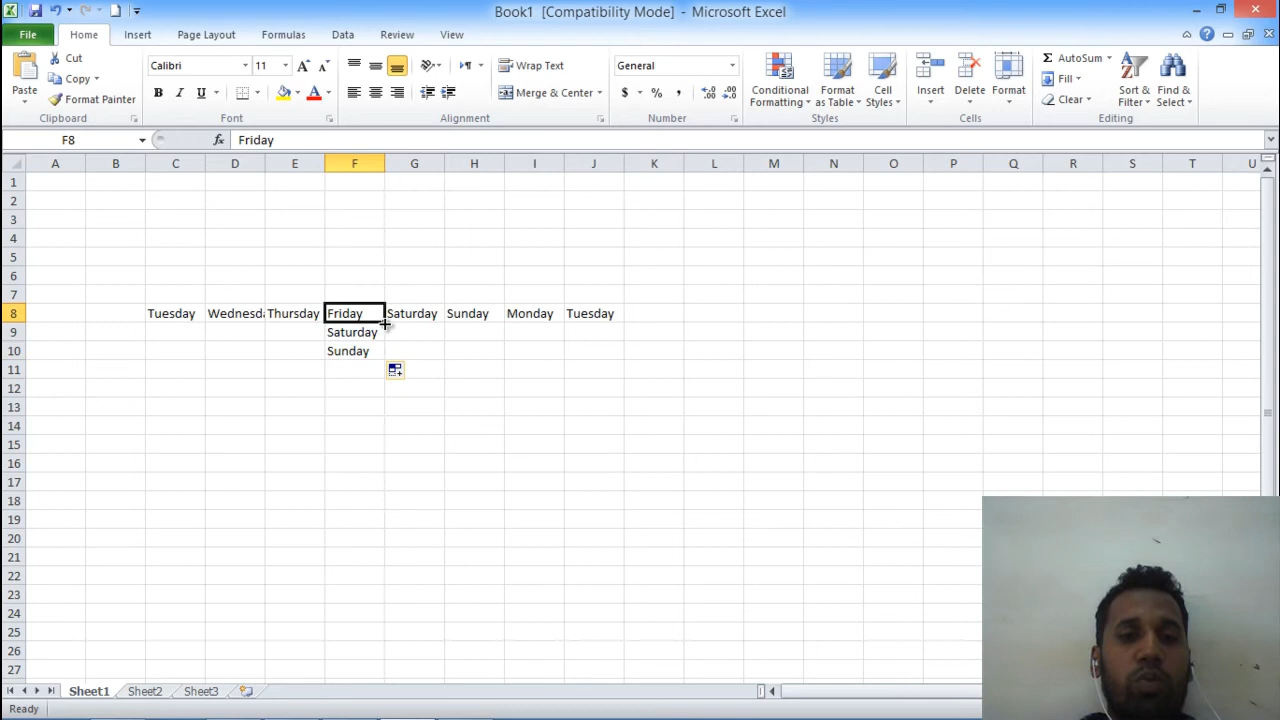 Book1 [Compatibility Mode] - Microsoft Excel
File Home Insert Page Layout Formulas Data Review View
Cut
Copy
Paste
Format Painter
Clipboard
Calibri 11
B I U A
Font
Wrap Text
Merge & Center
Alignment
General
$ % ,
Number
Conditional Formatting
Format as Table
Cell Styles
Styles
Insert Delete Format
Cells
AutoSum
Fill
Clear
Sort & Filter
Find & Select
Editing
F8 fx Friday
A B C D E F G H I J K L M N O P Q R S T U
1
2
3
4
5
6
7
8 Tuesday Wednesd Thursday Friday Saturday Sunday Monday Tuesday
9 Saturday
10 Sunday
11
12
13
14
15
16
17
18
19
20
21
22
23
24
25
26
27
Sheet1 Sheet2 Sheet3
Ready